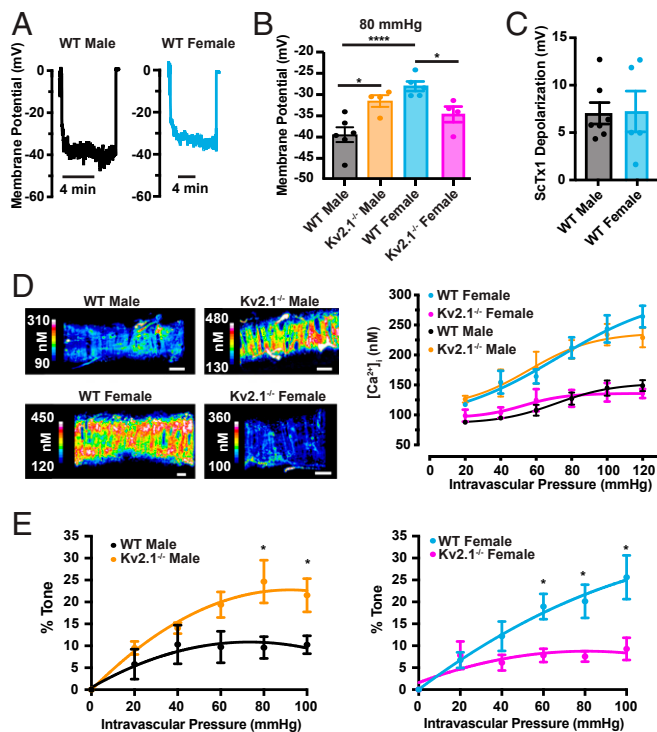 A
WT Male
WT Female
Membrane Potential (mV)
0
-20
-40
-60
4 min
0
-20
-40
-60
4 min
B
80 mmHg
****
*
*
Membrane Potential (mV)
-20
-25
-30
-35
-40
-45
-50
WT Male
Kv2.1-/- Male
WT Female
Kv2.1-/- Female
C
ScTx1 Depolarization (mV)
15
10
5
0
WT Male
WT Female
D
WT Male
310
nM
90
Kv2.1-/- Male
480
nM
130
WT Female
450
nM
120
Kv2.1-/- Female
360
nM
100
[Ca2+]i (nM)
300
250
200
150
100
50
WT Female
Kv2.1-/- Female
WT Male
Kv2.1-/- Male
0 20 40 60 80 100 120
Intravascular Pressure (mmHg)
E
WT Male
Kv2.1-/- Male
* *
% Tone
35
30
25
20
15
10
5
0
0 20 40 60 80 100
Intravascular Pressure (mmHg)
WT Female
Kv2.1-/- Female
* * *
% Tone
35
30
25
20
15
10
5
0
0 20 40 60 80 100
Intravascular Pressure (mmHg)